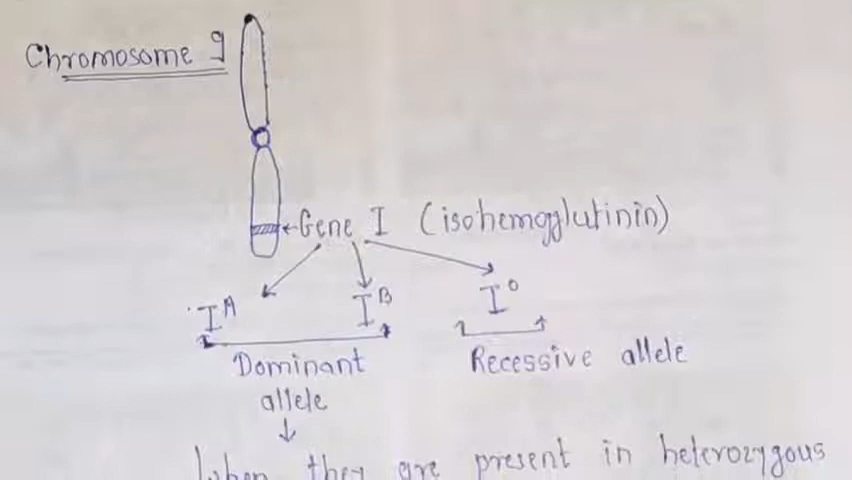 Chromosome 9
Gene I (isohemagglutinin)
I^A I^B I^O
Dominant allele
Recessive allele
When they are present in heterozygous